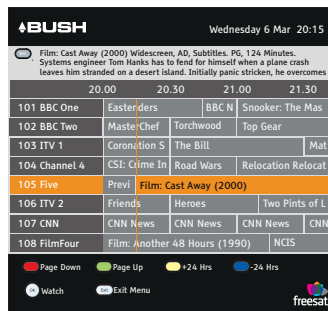 BUSH
Wednesday 6 Mar 20:15
Film: Cast Away (2000) Widescreen, AD, Subtitles. PG, 124 Minutes.
Systems engineer Tom Hanks has to fend for himself when a plane crash
leaves him stranded on a desert island. Initially panic stricken, he overcomes
20.00 20.30 21.00 21.30
101 BBC One Eastenders BBC N Snooker: The Mas
102 BBC Two MasterChef Torchwood Top Gear
103 ITV 1 Coronation S The Bill Mat
104 Channel 4 CSI: Crime In Road Wars Relocation Relocat
105 Five Previ Film: Cast Away (2000)
106 ITV 2 Friends Heroes Two Pints of L
107 CNN CNN News CNN News CNN News CNN
108 FilmFour Film: Another 48 Hours (1990) NCIS
Page Down Page Up +24 Hrs -24 Hrs
OK Watch Exit Exit Menu
freesat